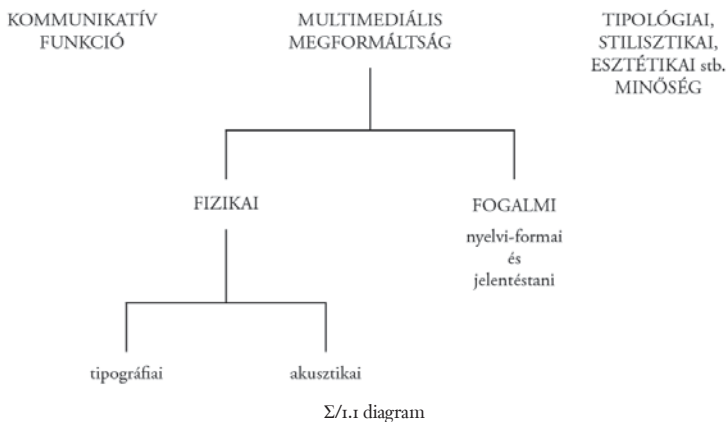 KOMMUNIKATÍV
FUNKCIÓ
MULTIMEDIÁLIS
MEGFORMÁLTSÁG
TIPOLÓGIAI,
STILISZTIKAI,
ESZTÉTIKAI stb.
MINŐSÉG
FIZIKAI
FOGALMI
nyelvi-formai
és
jelentéstani
tipográfiai
akusztikai
Σ/1.1 diagram